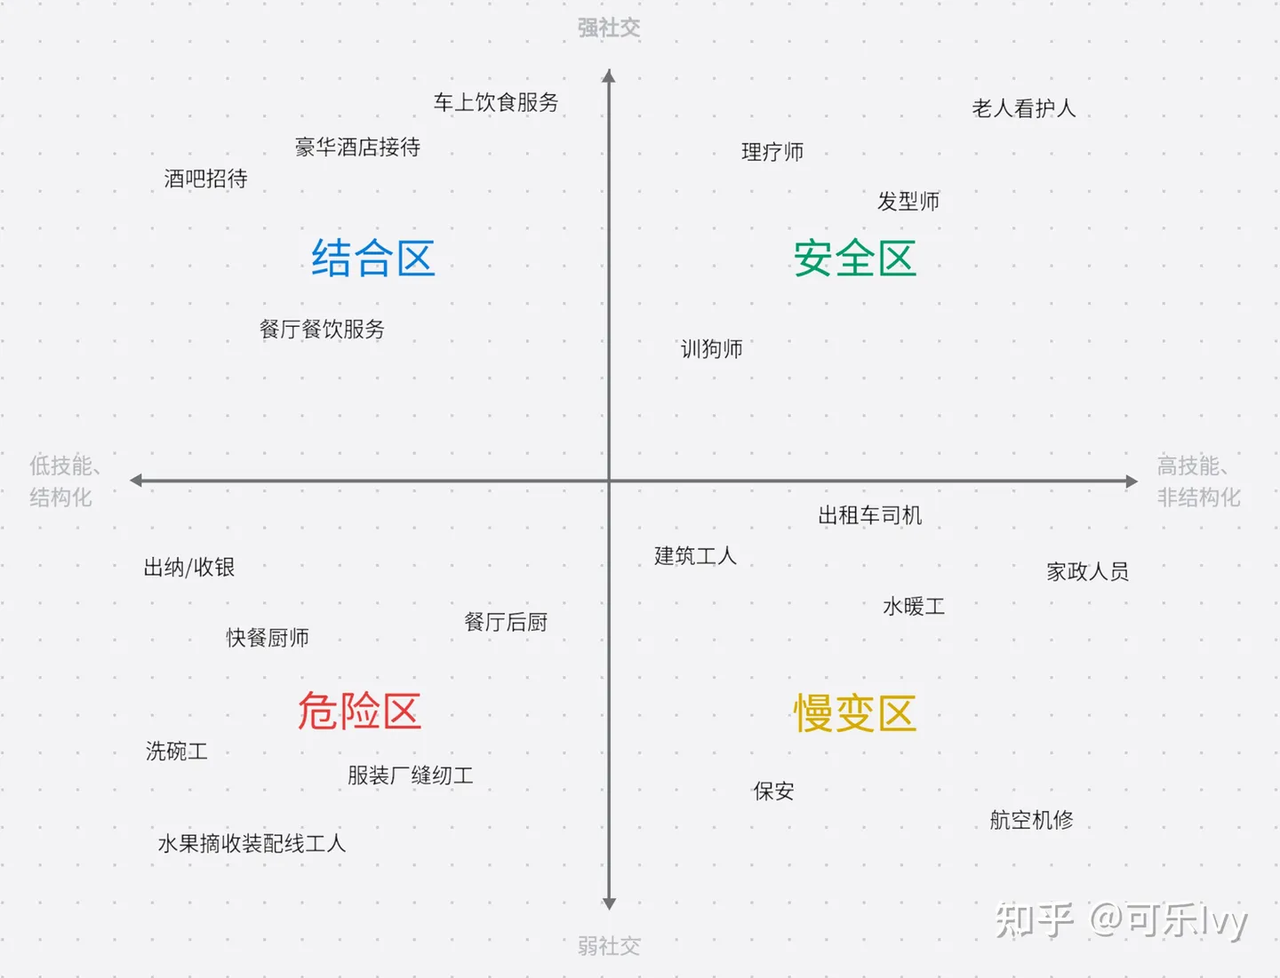 强社交
车上饮食服务
老人看护人
豪华酒店接待
理疗师
酒吧招待
发型师
结合区
安全区
餐厅餐饮服务
训狗师
低技能、
结构化
高技能、
非结构化
出租车司机
建筑工人
出纳/收银
家政人员
水暖工
餐厅后厨
快餐厨师
危险区
慢变区
洗碗工
服装厂缝纫工
保安
航空机修
水果摘收装配线工人
知乎 @可乐Ivy
弱社交